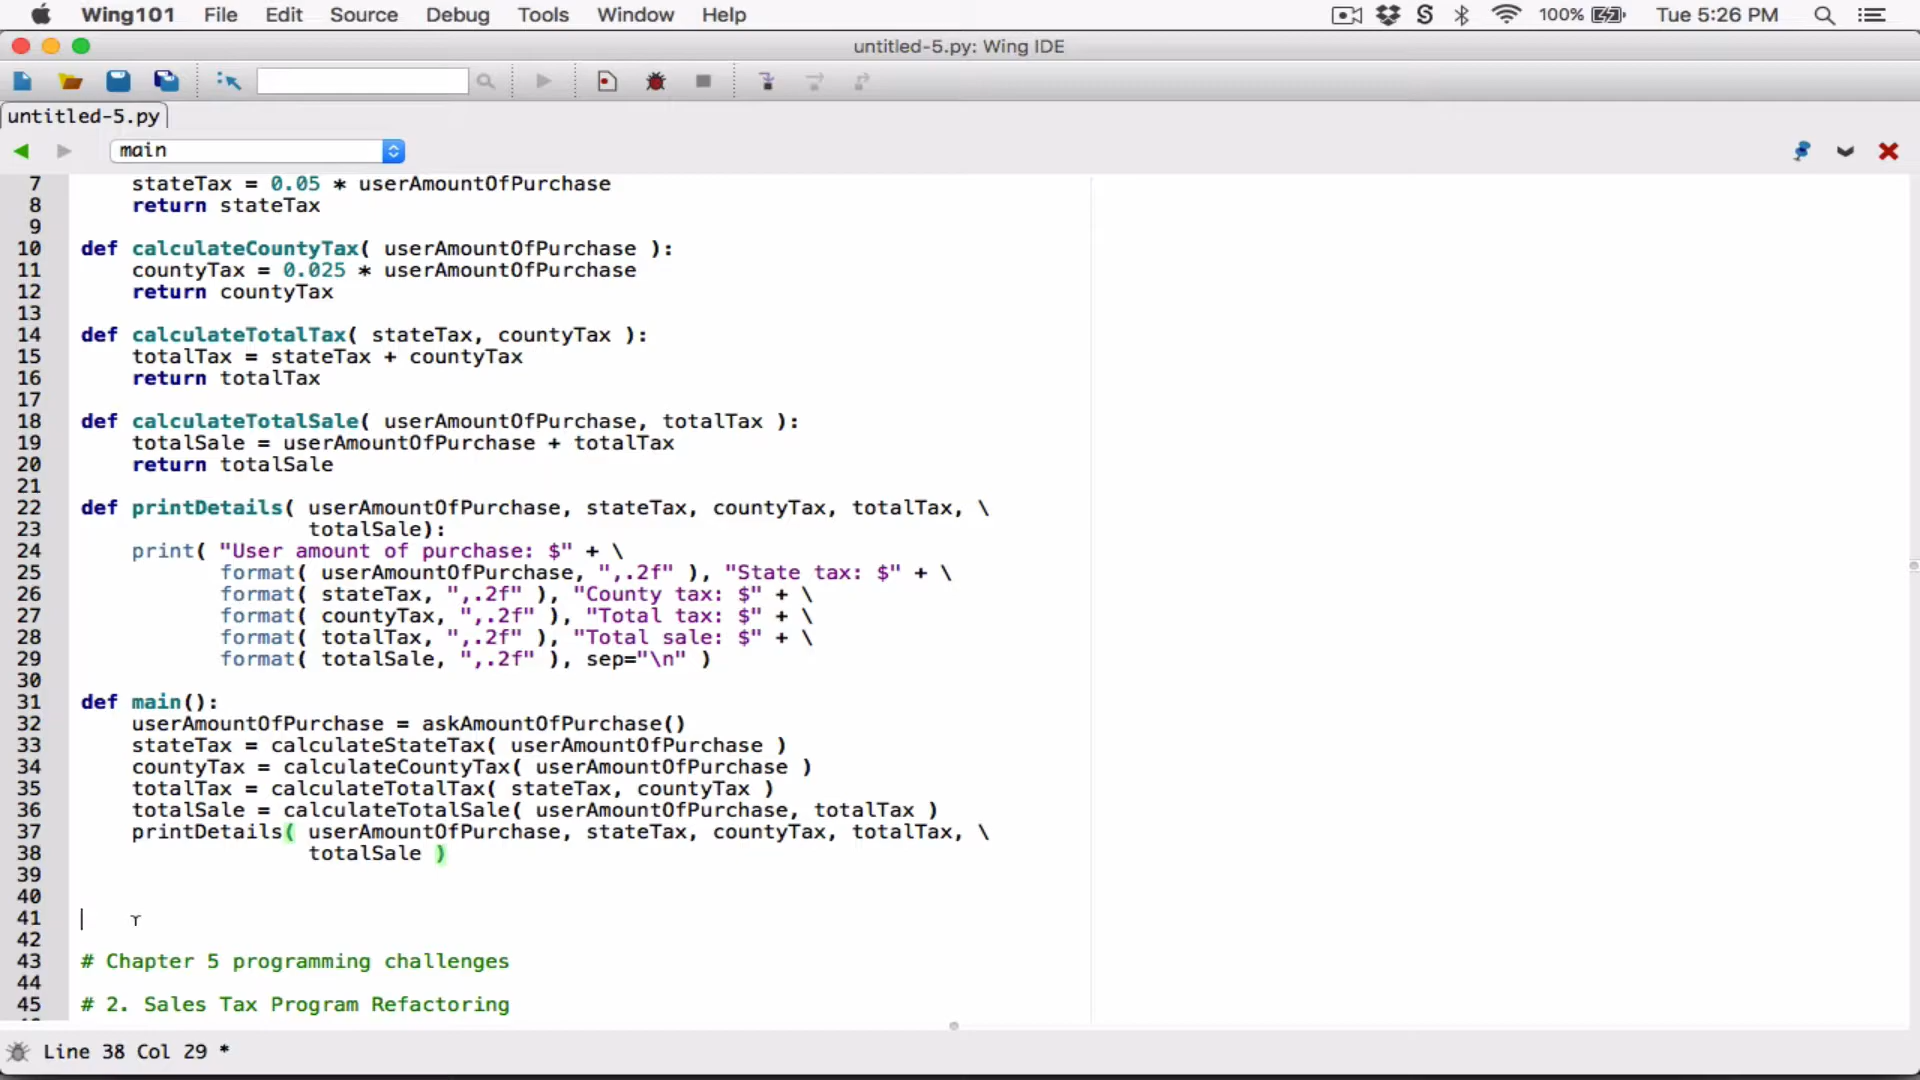 Wing101 File Edit Source Debug Tools Window Help 100% Tue 5:26 PM
untitled-5.py: Wing IDE
untitled-5.py
main
7 stateTax = 0.05 * userAmountOfPurchase
8 return stateTax
9
10 def calculateCountyTax( userAmountOfPurchase ):
11 countyTax = 0.025 * userAmountOfPurchase
12 return countyTax
13
14 def calculateTotalTax( stateTax, countyTax ):
15 totalTax = stateTax + countyTax
16 return totalTax
17
18 def calculateTotalSale( userAmountOfPurchase, totalTax ):
19 totalSale = userAmountOfPurchase + totalTax
20 return totalSale
21
22 def printDetails( userAmountOfPurchase, stateTax, countyTax, totalTax, \
23 totalSale):
24 print( "User amount of purchase: $" + \
25 format( userAmountOfPurchase, ",.2f" ), "State tax: $" + \
26 format( stateTax, ",.2f" ), "County tax: $" + \
27 format( countyTax, ",.2f" ), "Total tax: $" + \
28 format( totalTax, ",.2f" ), "Total sale: $" + \
29 format( totalSale, ",.2f" ), sep="\n" )
30
31 def main():
32 userAmountOfPurchase = askAmountOfPurchase()
33 stateTax = calculateStateTax( userAmountOfPurchase )
34 countyTax = calculateCountyTax( userAmountOfPurchase )
35 totalTax = calculateTotalTax( stateTax, countyTax )
36 totalSale = calculateTotalSale( userAmountOfPurchase, totalTax )
37 printDetails( userAmountOfPurchase, stateTax, countyTax, totalTax, \
38 totalSale )
39
40
41
42
43 # Chapter 5 programming challenges
44
45 # 2. Sales Tax Program Refactoring
Line 38 Col 29 *